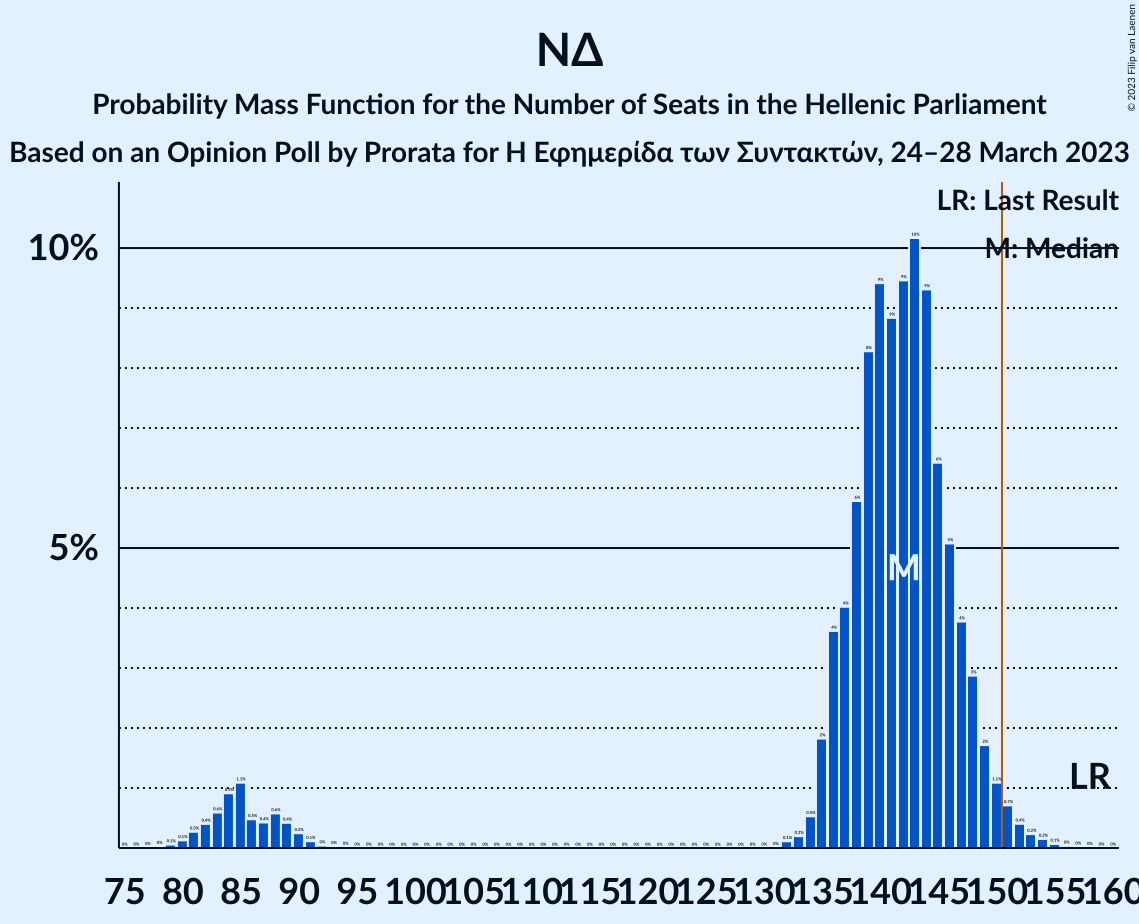 © 2023 Filip van Laenen
ΝΔ
Probability Mass Function for the Number of Seats in the Hellenic Parliament
Based on an Opinion Poll by Prorata for Η Εφημερίδα των Συντακτών, 24–28 March 2023
LR: Last Result
M: Median
10%
5%
M
LR
75 80 85 90 95 100 105 110 115 120 125 130 135 140 145 150 155 160